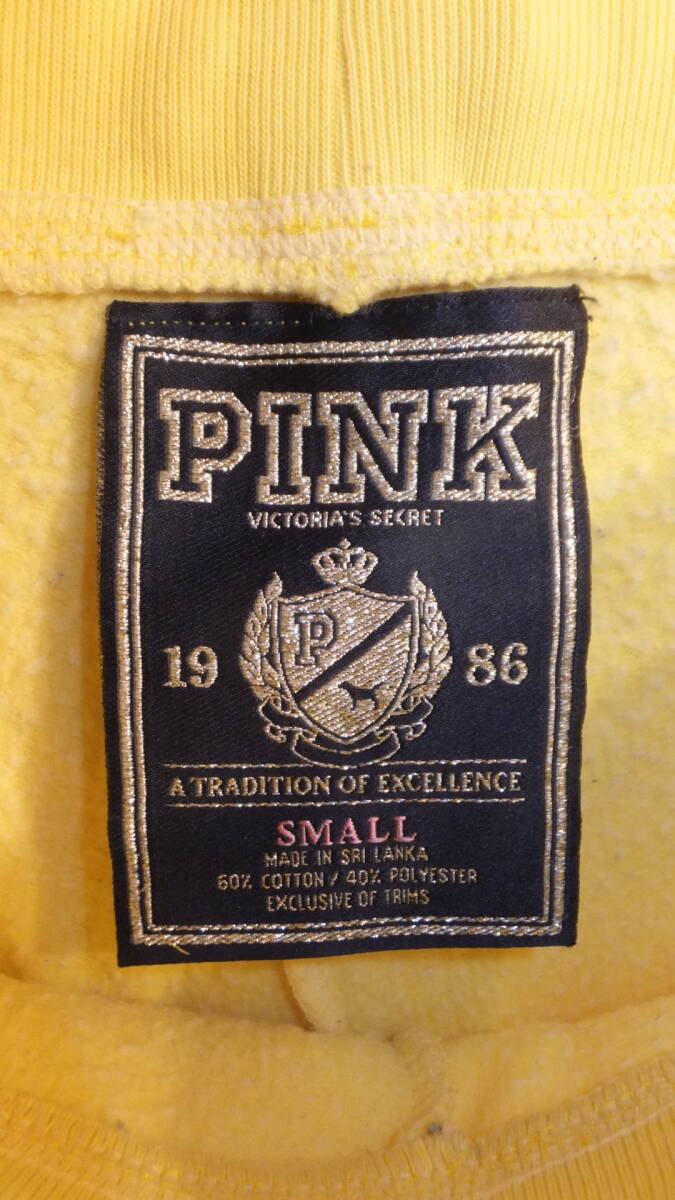 PINK
VICTORIA'S SECRET
P
19 86
A TRADITION OF EXCELLENCE
SMALL
MADE IN SRI LANKA
60% COTTON / 40% POLYESTER
EXCLUSIVE OF TRIMS